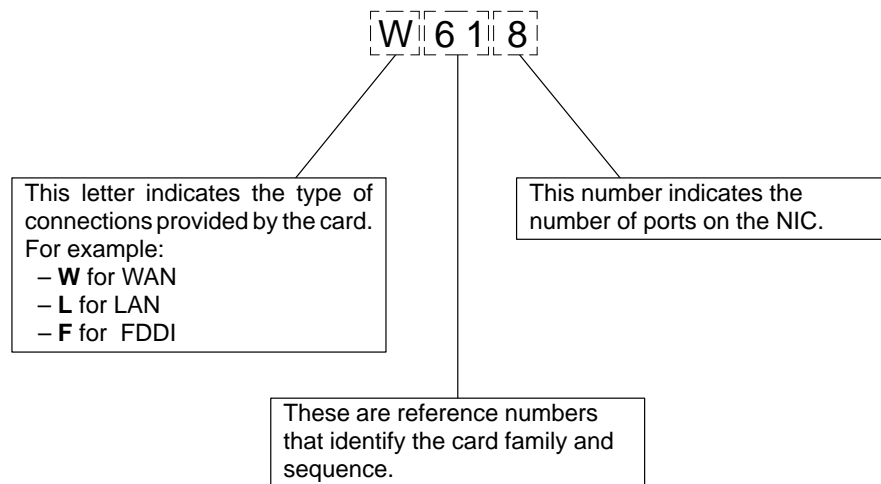 W 6 1 8
This letter indicates the type of
connections provided by the card.
For example:
– W for WAN
– L for LAN
– F for FDDI
This number indicates the
number of ports on the NIC.
These are reference numbers
that identify the card family and
sequence.